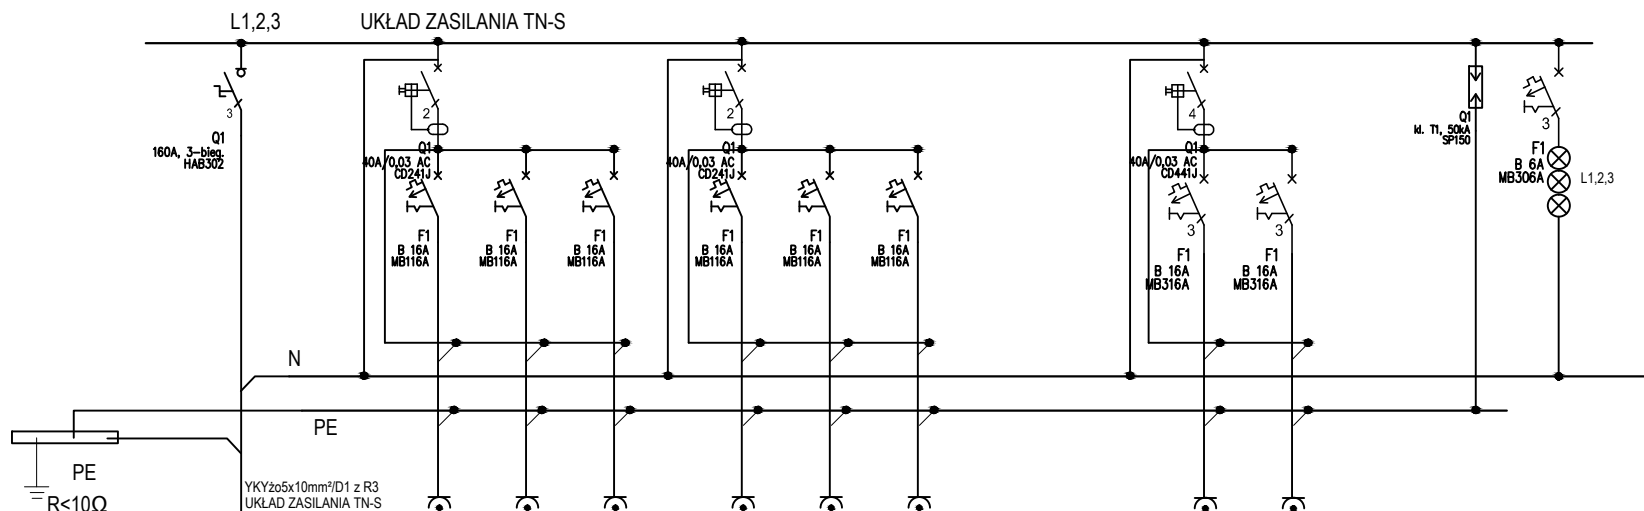 L1,2,3
UKŁAD ZASILANIA TN-S
3
Q1
160A, 3-bieg.
HAB302
2
Q1
40A/0,03 AC
CD241J
F1
B 16A
MB116A
F1
B 16A
MB116A
F1
B 16A
MB116A
2
Q1
40A/0,03 AC
CD241J
F1
B 16A
MB116A
F1
B 16A
MB116A
F1
B 16A
MB116A
4
Q1
40A/0,03 AC
CD441J
3
F1
B 16A
MB316A
3
F1
B 16A
MB316A
Q1
kl. T1, 50kA
SP150
3
F1
B 6A
MB306A
L1,2,3
N
PE
PE
R<10Ω
YKYżo5x10mm²/D1 z R3
UKŁAD ZASILANIA TN-S